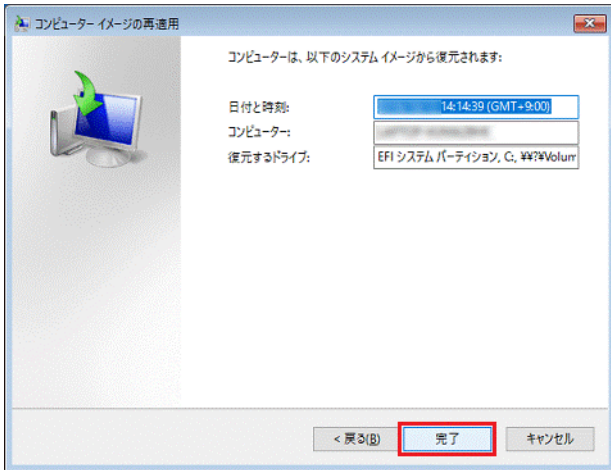 コンピューター イメージの再適用
コンピューターは、以下のシステム イメージから復元されます:
日付と時刻: 14:14:39 (GMT+9:00)
コンピューター:
復元するドライブ: EFI システム パーティション, C:, ¥¥?¥Volum
< 戻る(B) 完了 キャンセル